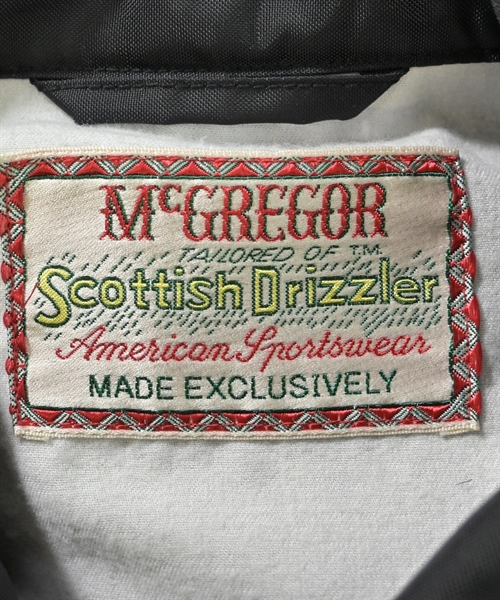 McGREGOR
TAILORED OF T.M.
Scottish Drizzler
American Sportswear
MADE EXCLUSIVELY